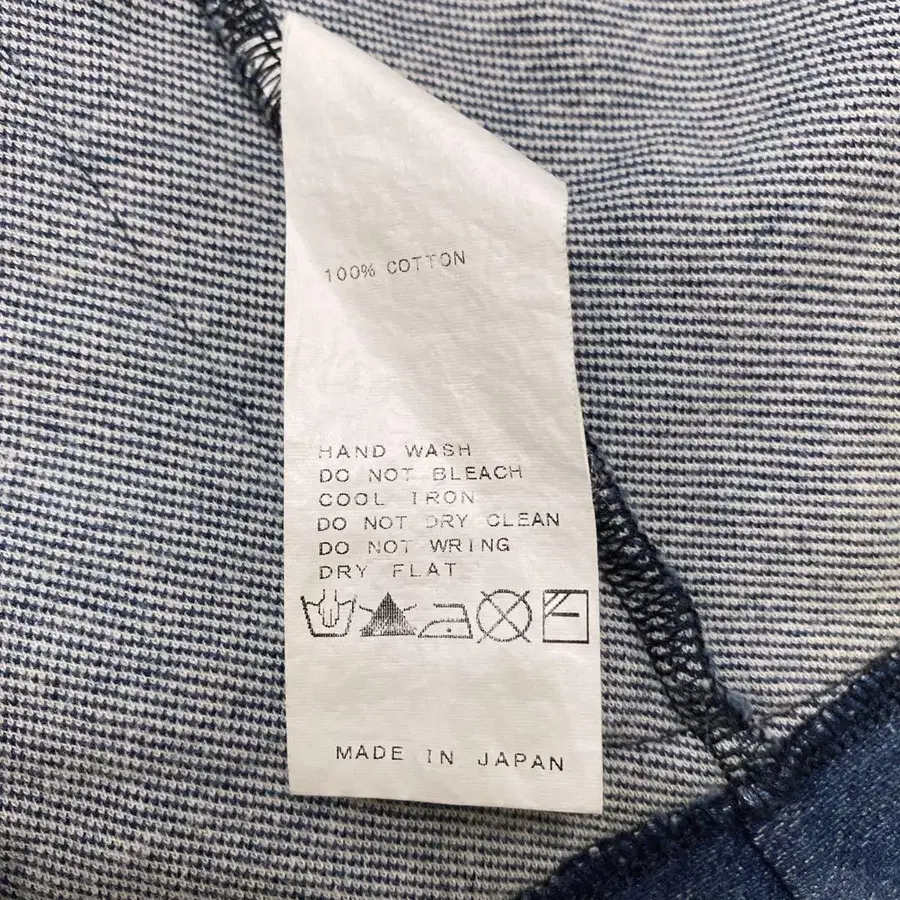 100% COTTON
HAND WASH
DO NOT BLEACH
COOL IRON
DO NOT DRY CLEAN
DO NOT WRING
DRY FLAT
MADE IN JAPAN